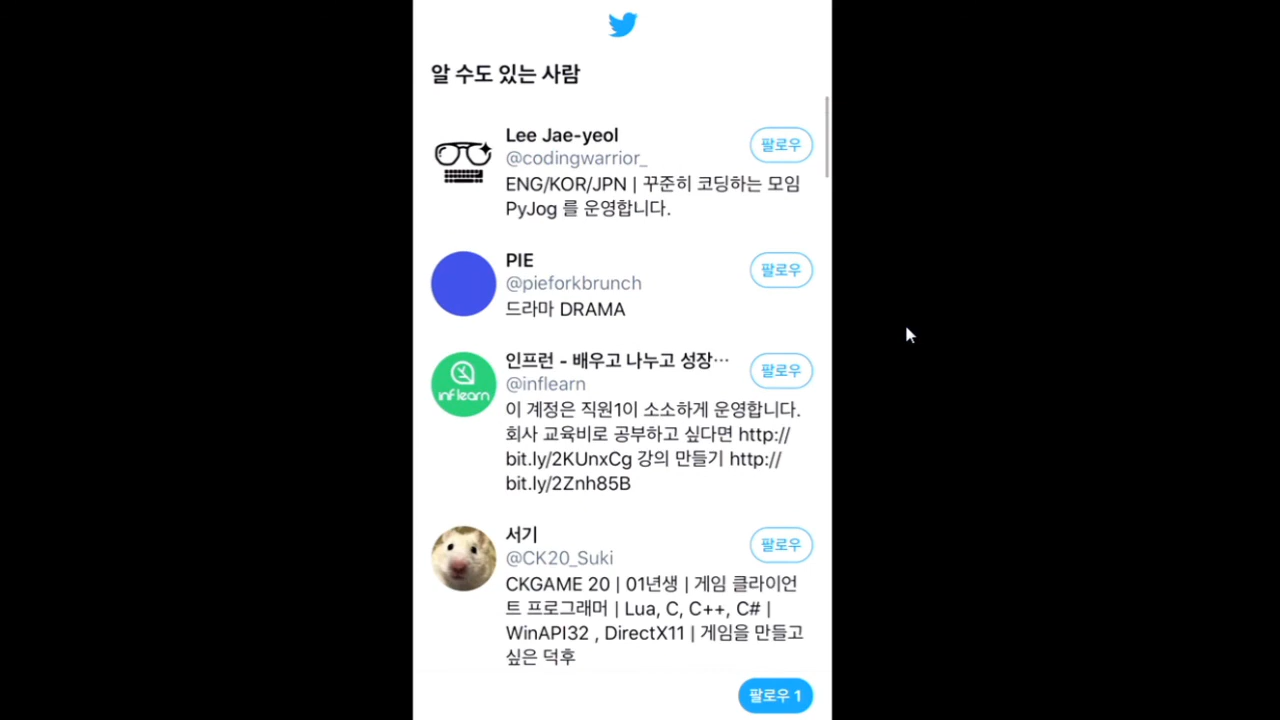 알 수도 있는 사람
Lee Jae-yeol
팔로우
@codingwarrior_
ENG/KOR/JPN | 꾸준히 코딩하는 모임
PyJog 를 운영합니다.
PIE
팔로우
@pieforkbrunch
드라마 DRAMA
인프런 - 배우고 나누고 성장…
팔로우
@inflearn
inflearn
이 계정은 직원1이 소소하게 운영합니다.
회사 교육비로 공부하고 싶다면 http://
bit.ly/2KUnxCg 강의 만들기 http://
bit.ly/2Znh85B
서기
팔로우
@CK20_Suki
CKGAME 20 | 01년생 | 게임 클라이언
트 프로그래머 | Lua, C, C++, C# |
WinAPI32 , DirectX11 | 게임을 만들고
싶은 덕후
팔로우 1